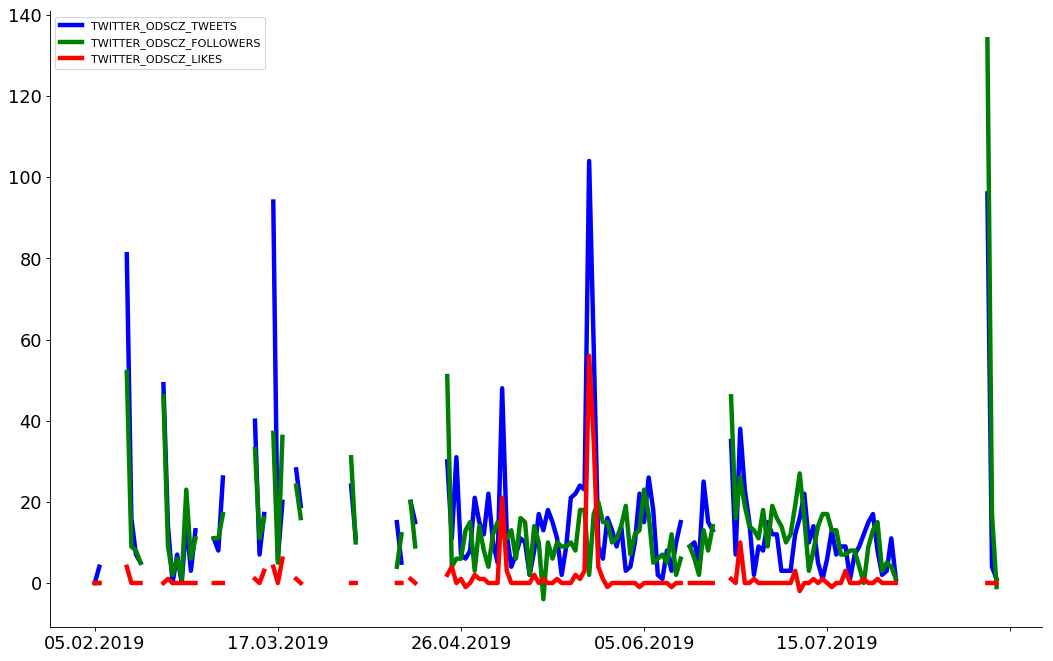 TWITTER_ODSCZ_TWEETS
TWITTER_ODSCZ_FOLLOWERS
TWITTER_ODSCZ_LIKES
140
120
100
80
60
40
20
0
05.02.2019 17.03.2019 26.04.2019 05.06.2019 15.07.2019